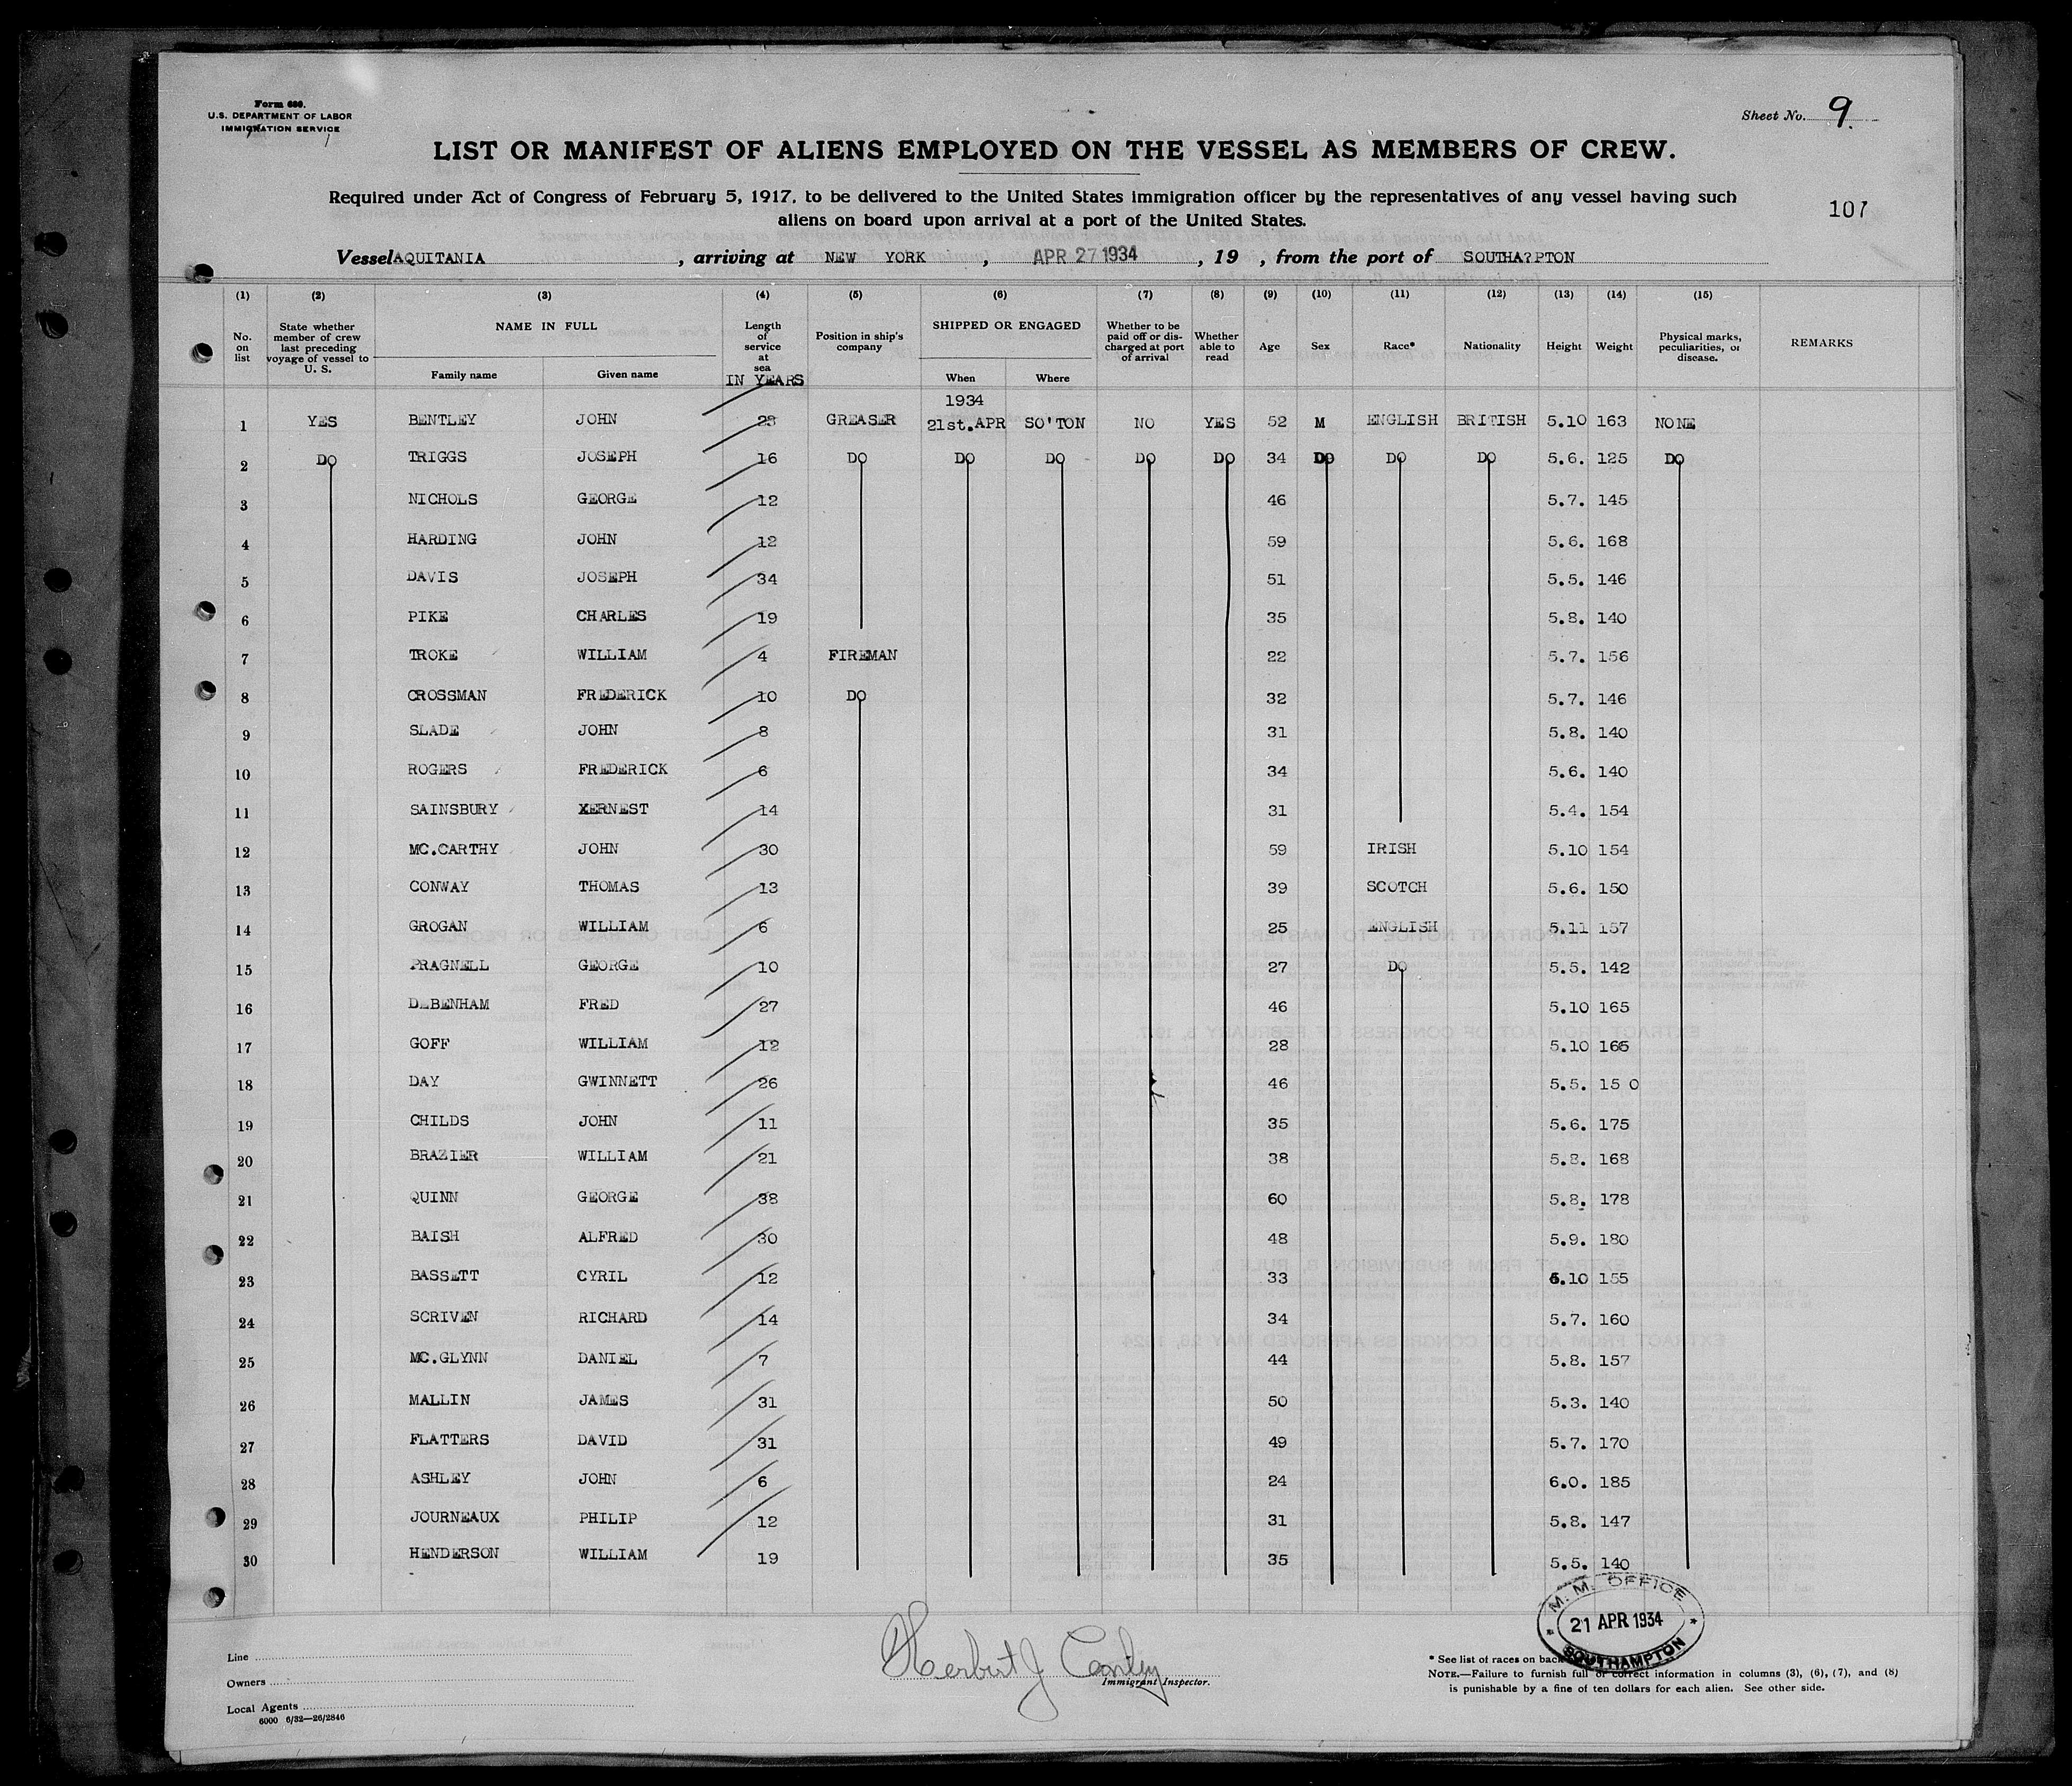 Form 680.
U.S. DEPARTMENT OF LABOR
IMMIGRATION SERVICE
Sheet No. 9.
LIST OR MANIFEST OF ALIENS EMPLOYED ON THE VESSEL AS MEMBERS OF CREW.
Required under Act of Congress of February 5, 1917, to be delivered to the United States immigration officer by the representatives of any vessel having such
aliens on board upon arrival at a port of the United States.
107
Vessel AQUITANIA , arriving at NEW YORK , APR 27 1934 , 19 , from the port of SOUTHA?PTON
(1) (2) (3) (4) (5) (6) (7) (8) (9) (10) (11) (12) (13) (14) (15)
No. on list
State whether member of crew last preceding voyage of vessel to U. S.
NAME IN FULL
Family name Given name
Length of service at sea
IN YEARS
Position in ship's company
SHIPPED OR ENGAGED
When Where
Whether to be paid off or discharged at port of arrival
Whether able to read
Age Sex Race* Nationality Height Weight
Physical marks, peculiarities, or disease.
REMARKS
1934
1 YES BENTLEY JOHN 23 GREASER 21st.APR SO'TON NO YES 52 M ENGLISH BRITISH 5.10 163 NONE
2 DO TRIGGS JOSEPH 16 DO DO DO DO DO 34 DO DO DO 5.6. 125 DO
3 NICHOLS GEORGE 12 46 5.7. 145
4 HARDING JOHN 12 59 5.6. 168
5 DAVIS JOSEPH 34 51 5.5. 146
6 PIKE CHARLES 19 35 5.8. 140
7 TROKE WILLIAM 4 FIREMAN 22 5.7. 156
8 CROSSMAN FREDERICK 10 DO 32 5.7. 146
9 SLADE JOHN 8 31 5.8. 140
10 ROGERS FREDERICK 6 34 5.6. 140
11 SAINSBURY XERNEST 14 31 5.4. 154
12 MC.CARTHY JOHN 30 59 IRISH 5.10 154
13 CONWAY THOMAS 13 39 SCOTCH 5.6. 150
14 GROGAN WILLIAM 6 25 ENGLISH 5.11 157
15 PRAGNELL GEORGE 10 27 DO 5.5. 142
16 DEBENHAM FRED 27 46 5.10 165
17 GOFF WILLIAM 12 28 5.10 166
18 DAY GWINNETT 26 46 5.5. 15 0
19 CHILDS JOHN 11 35 5.6. 175
20 BRAZIER WILLIAM 21 38 5.8. 168
21 QUINN GEORGE 38 60 5.8. 178
22 BAISH ALFRED 30 48 5.9. 180
23 BASSETT CYRIL 12 33 6.10 155
24 SCRIVEN RICHARD 14 34 5.7. 160
25 MC.GLYNN DANIEL 7 44 5.8. 157
26 MALLIN JAMES 31 50 5.3. 140
27 FLATTERS DAVID 31 49 5.7. 170
28 ASHLEY JOHN 6 24 6.0. 185
29 JOURNEAUX PHILIP 12 31 5.8. 147
30 HENDERSON WILLIAM 19 35 5.5. 140
M. M. OFFICE
21 APR 1934
SOUTHAMPTON
Line
Owners
Local Agents
6000 6/32—26/2846
Herbert J
Immigrant Inspector.
* See list of races on back
NOTE.—Failure to furnish full or correct information in columns (3), (6), (7), and (8)
is punishable by a fine of ten dollars for each alien. See other side.